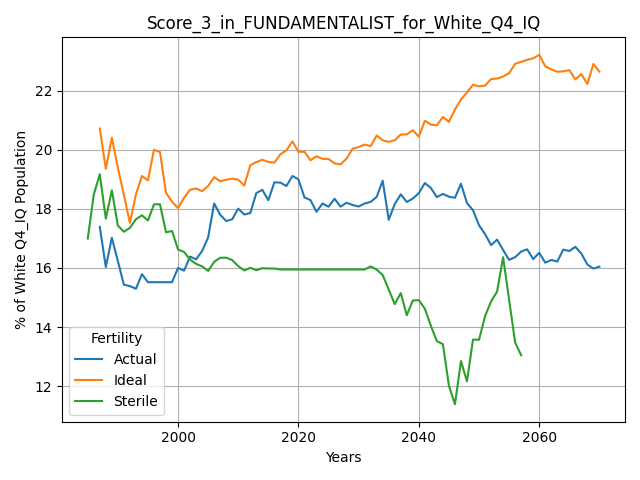 Score_3_in_FUNDAMENTALIST_for_White_Q4_IQ
% of White Q4_IQ Population
22
20
18
16
14
12
Fertility
Actual
Ideal
Sterile
2000 2020 2040 2060
Years